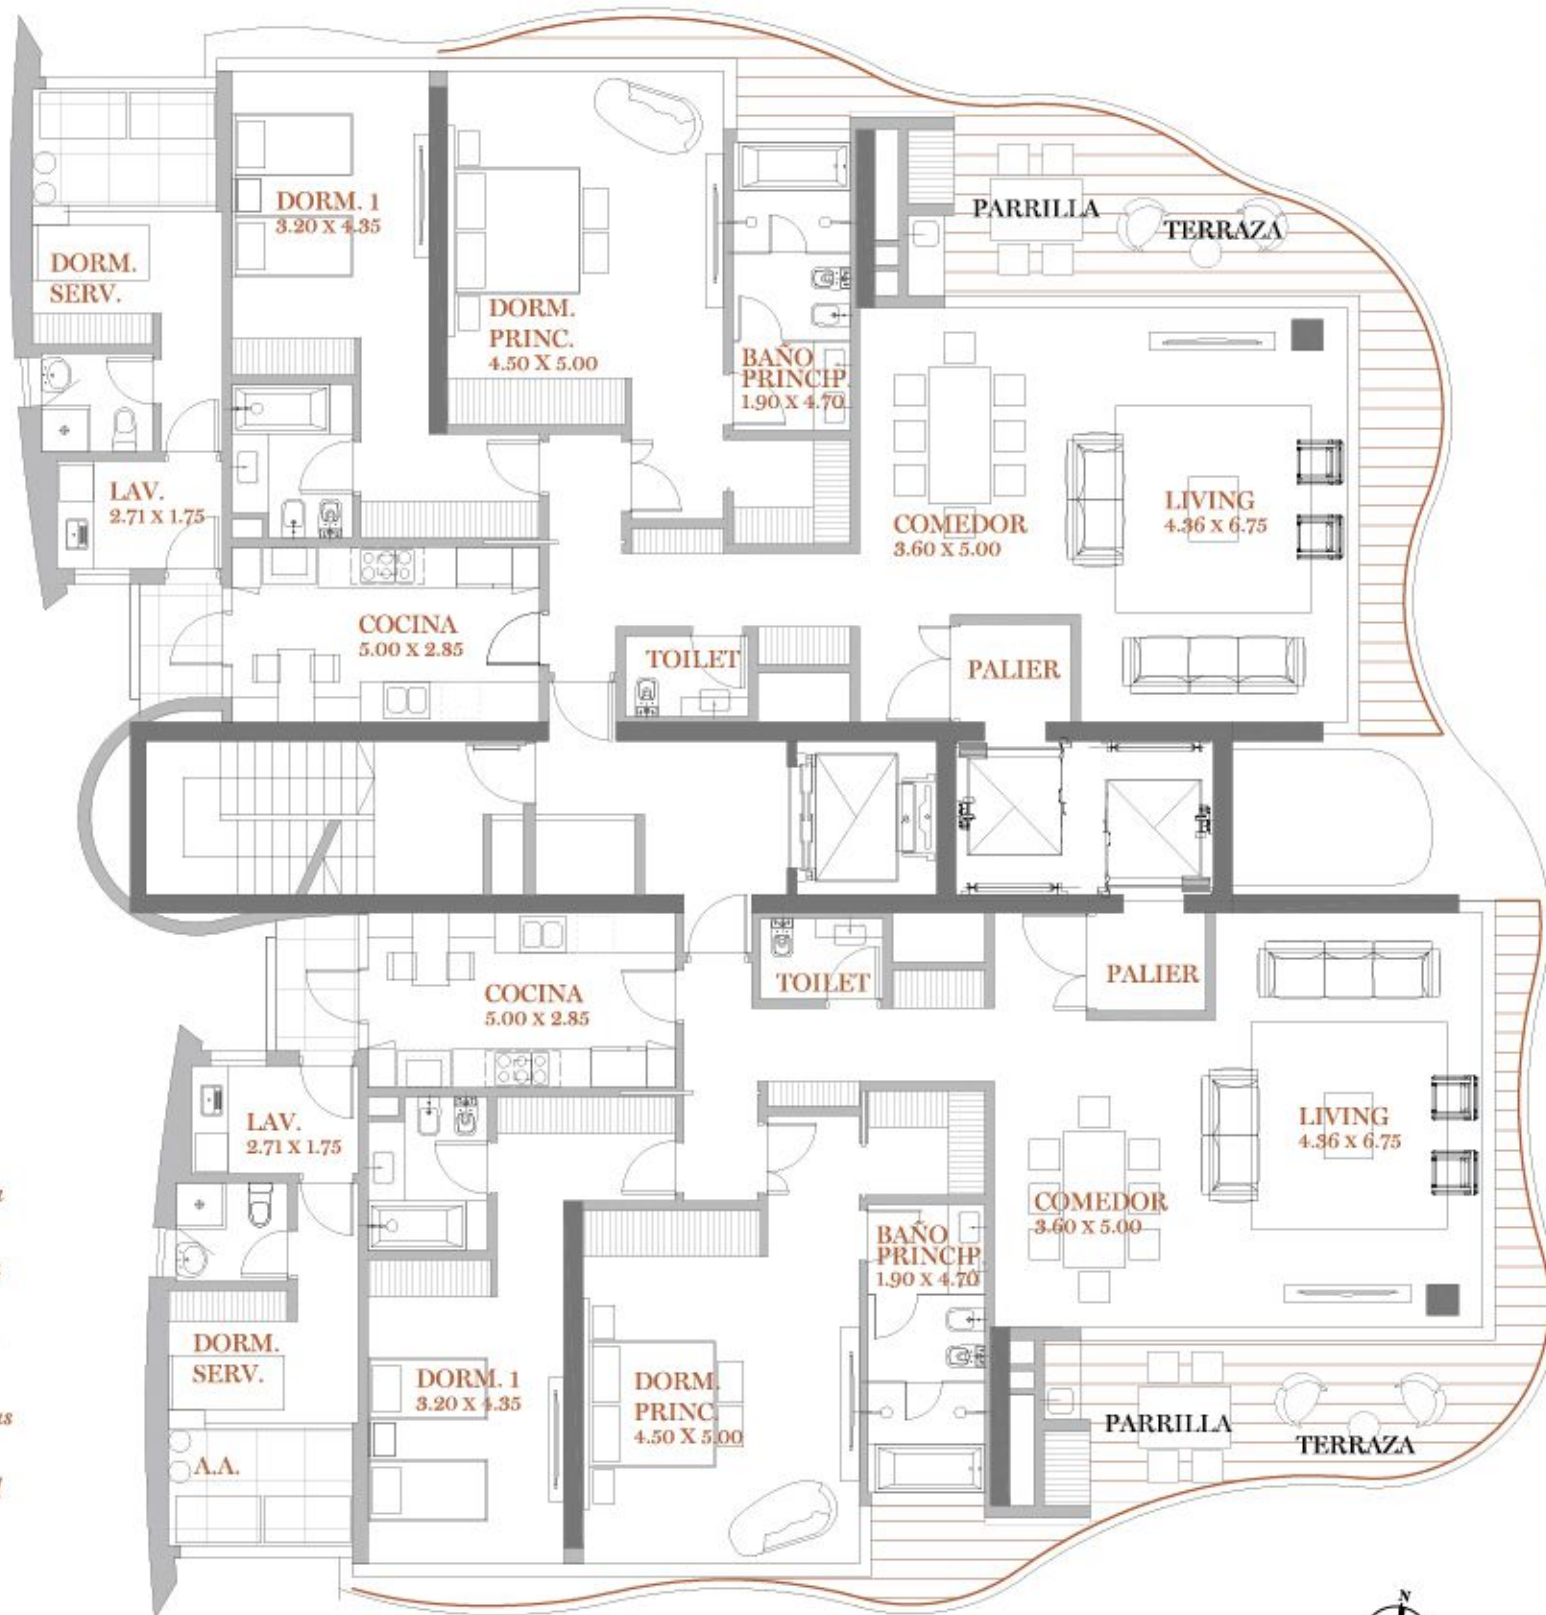 PARRILLA
TERRAZA
DORM. 1
3.20 X 4.35
DORM.
SERV.
DORM.
PRINC.
4.50 X 5.00
BAÑO
PRINCIP.
1.90 X 4.70
LAV.
2.71 X 1.75
COMEDOR
3.60 X 5.00
LIVING
4.36 X 6.75
COCINA
5.00 X 2.85
TOILET
PALIER
COCINA
5.00 X 2.85
TOILET
PALIER
LAV.
2.71 X 1.75
LIVING
4.36 X 6.75
COMEDOR
3.60 X 5.00
BAÑO
PRINCIP.
1.90 X 4.70
DORM.
SERV.
DORM. 1
3.20 X 4.35
DORM.
PRINC.
4.50 X 5.00
A.A.
PARRILLA
TERRAZA
N